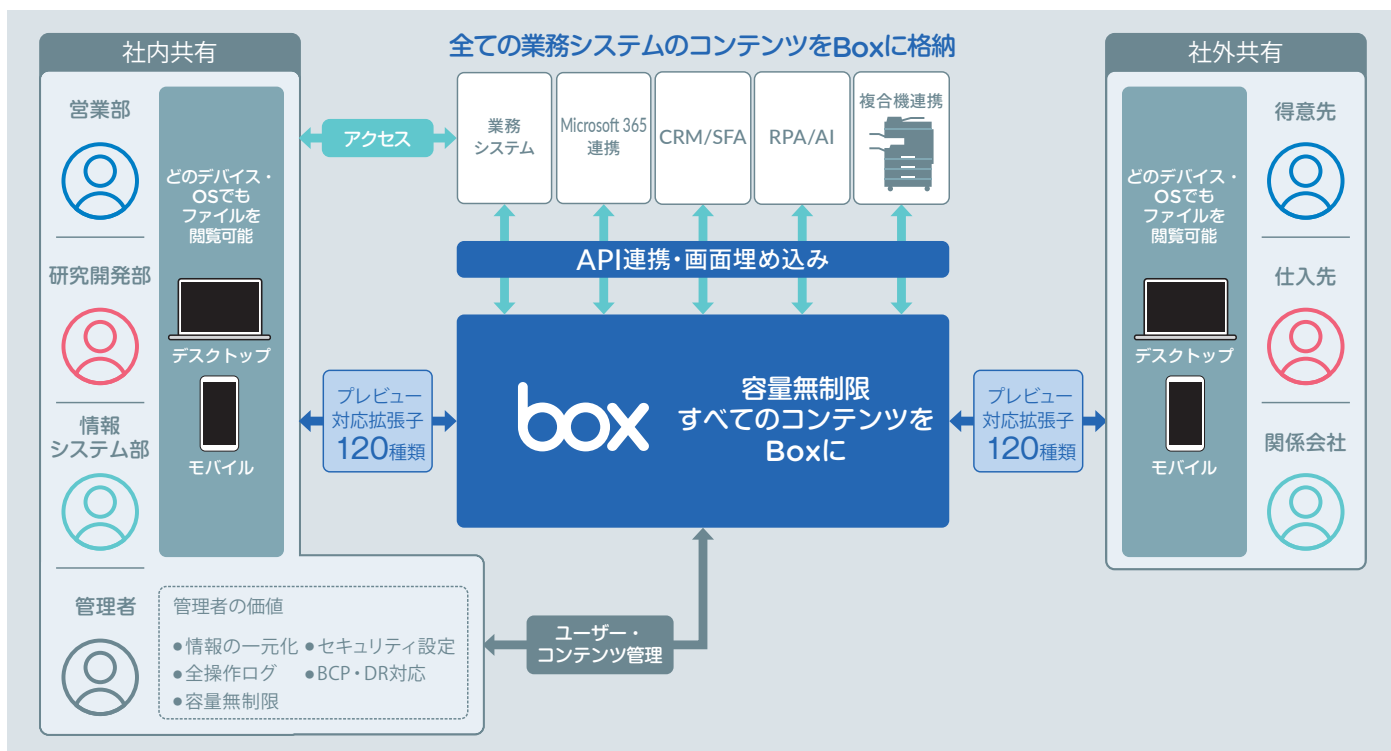 社内共有
営業部
研究開発部
情報
システム部
どのデバイス・
OSでも
ファイルを
閲覧可能
デスクトップ
モバイル
管理者
管理者の価値
●情報の一元化 ●セキュリティ設定
●全操作ログ ●BCP・DR対応
●容量無制限
全ての業務システムのコンテンツをBoxに格納
アクセス
業務
システム
Microsoft 365
連携
CRM/SFA
RPA/AI
複合機連携
API連携・画面埋め込み
プレビュー
対応拡張子
120種類
box
容量無制限
すべてのコンテンツを
Boxに
プレビュー
対応拡張子
120種類
ユーザー・
コンテンツ管理
社外共有
どのデバイス・
OSでも
ファイルを
閲覧可能
デスクトップ
モバイル
得意先
仕入先
関係会社